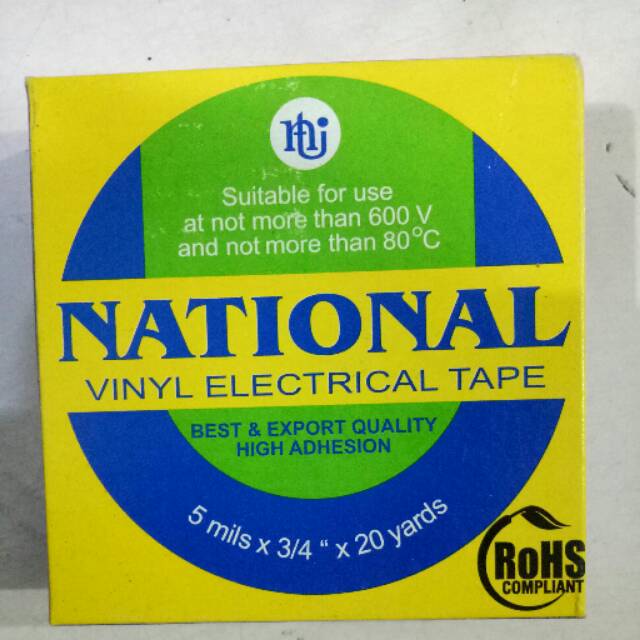 Suitable for use
at not more than 600 V
and not more than 80°C
NATIONAL
VINYL ELECTRICAL TAPE
BEST & EXPORT QUALITY
HIGH ADHESION
5 mils x 3/4 " x 20 yards
RoHS
COMPLIANT